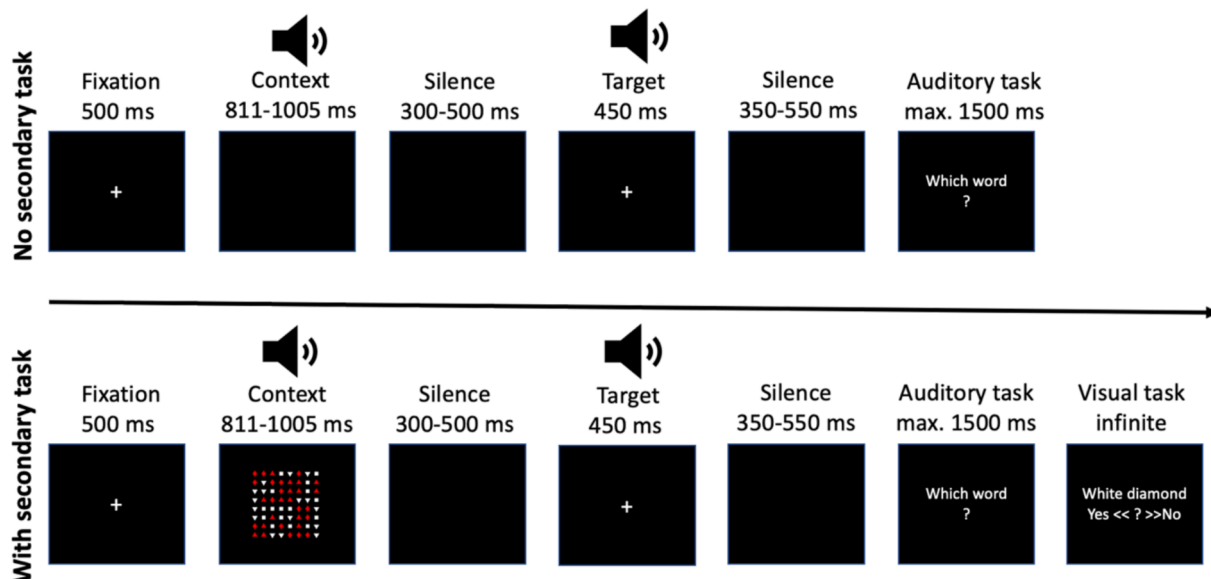 No secondary task
Fixation
500 ms
Context
811-1005 ms
Silence
300-500 ms
Target
450 ms
Silence
350-550 ms
Auditory task
max. 1500 ms
+
+
Which word
?
With secondary task
Fixation
500 ms
Context
811-1005 ms
Silence
300-500 ms
Target
450 ms
Silence
350-550 ms
Auditory task
max. 1500 ms
Visual task
infinite
+
+
Which word
?
White diamond
Yes << ? >>No